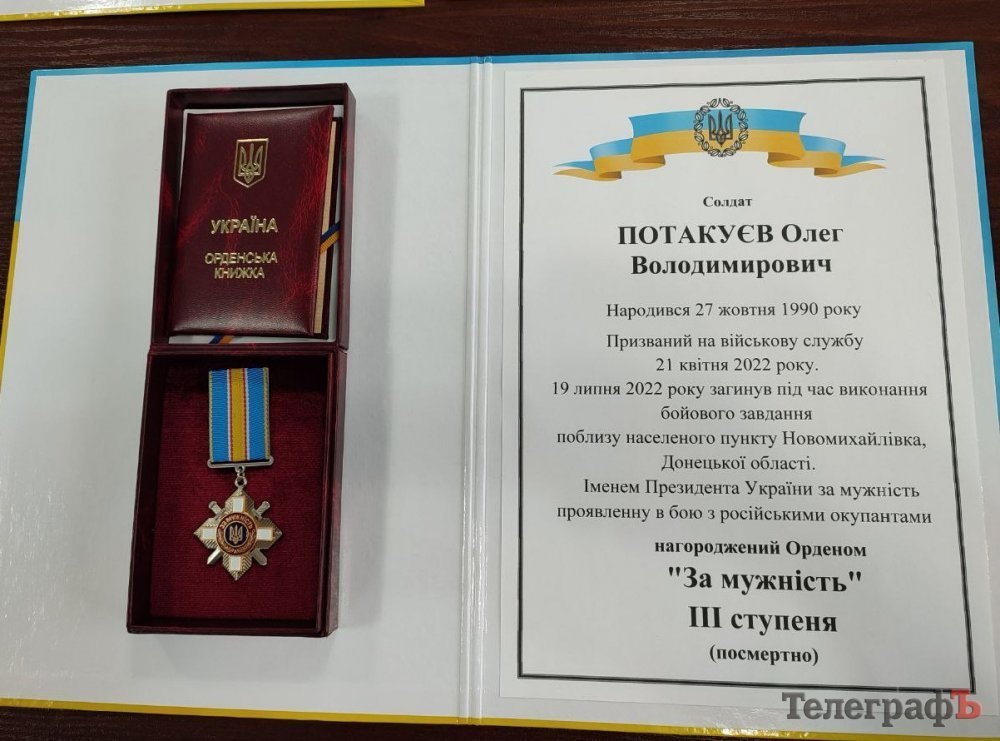 УКРАЇНА
ОРДЕНСЬКА
КНИЖКА
Солдат
ПОТАКУЄВ Олег
Володимирович
Народився 27 жовтня 1990 року
Призваний на військову службу
21 квітня 2022 року.
19 липня 2022 року загинув під час виконання
бойового завдання
поблизу населеного пункту Новомихайлівка,
Донецької області.
Іменем Президента України за мужність
проявленну в бою з російськими окупантами
нагороджений Орденом
"За мужність"
ІІІ ступеня
(посмертно)
ТелеграфЪ